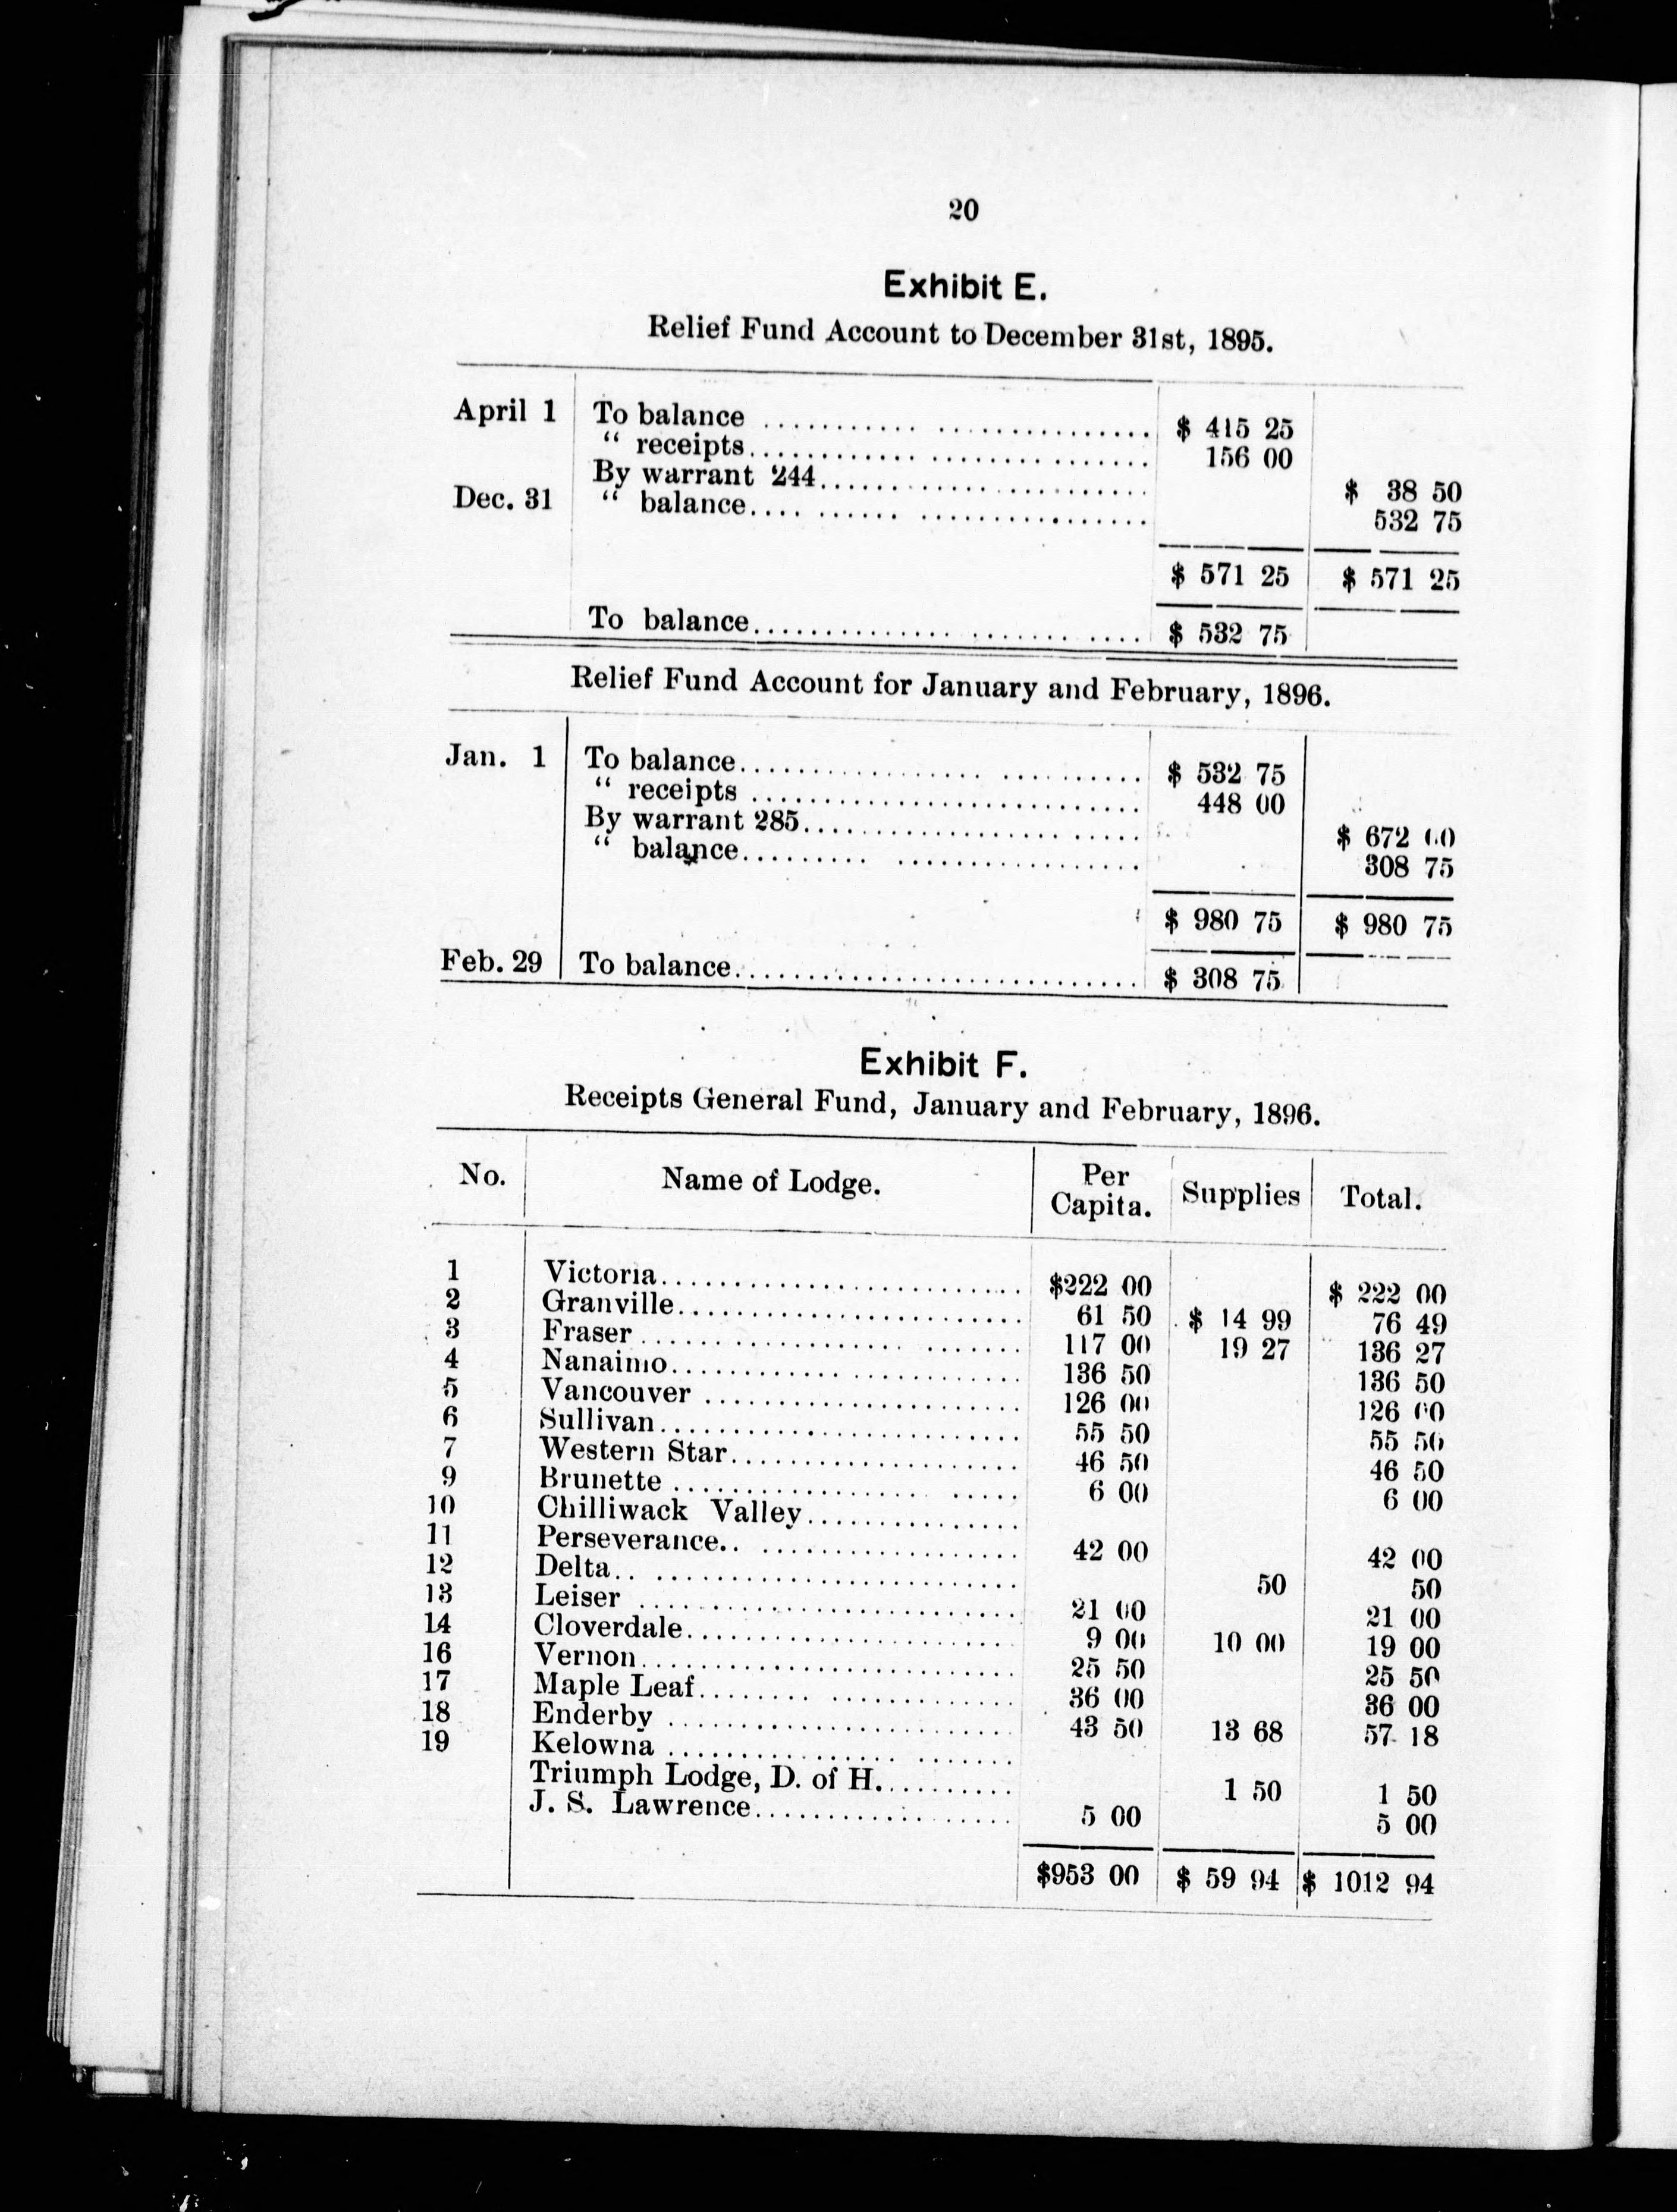 20
Exhibit E.
Relief Fund Account to December 31st, 1895.
April 1 To balance .......... $ 415 25
" receipts .......... 156 00
By warrant 244 .......... $ 38 50
Dec. 31 " balance .......... 532 75
$ 571 25 $ 571 25
To balance .......... $ 532 75
Relief Fund Account for January and February, 1896.
Jan. 1 To balance .......... $ 532 75
" receipts .......... 448 00
By warrant 285 .......... $ 672 00
" balance .......... 308 75
$ 980 75 $ 980 75
Feb. 29 To balance .......... $ 308 75
Exhibit F.
Receipts General Fund, January and February, 1896.
No. Name of Lodge. Per Capita. Supplies Total.
1 Victoria .......... $222 00 $ 222 00
2 Granville .......... 61 50 $ 14 99 76 49
3 Fraser .......... 117 00 19 27 136 27
4 Nanaimo .......... 136 50 136 50
5 Vancouver .......... 126 00 126 00
6 Sullivan .......... 55 50 55 50
7 Western Star .......... 46 50 46 50
9 Brunette .......... 6 00 6 00
10 Chilliwack Valley ..........
11 Perseverance .......... 42 00 42 00
12 Delta .......... 50 50
13 Leiser .......... 21 00 21 00
14 Cloverdale .......... 9 00 10 00 19 00
16 Vernon .......... 25 50 25 50
17 Maple Leaf .......... 36 00 36 00
18 Enderby .......... 43 50 13 68 57 18
19 Kelowna ..........
Triumph Lodge, D. of H. .......... 1 50 1 50
J. S. Lawrence .......... 5 00 5 00
$953 00 $ 59 94 $ 1012 94